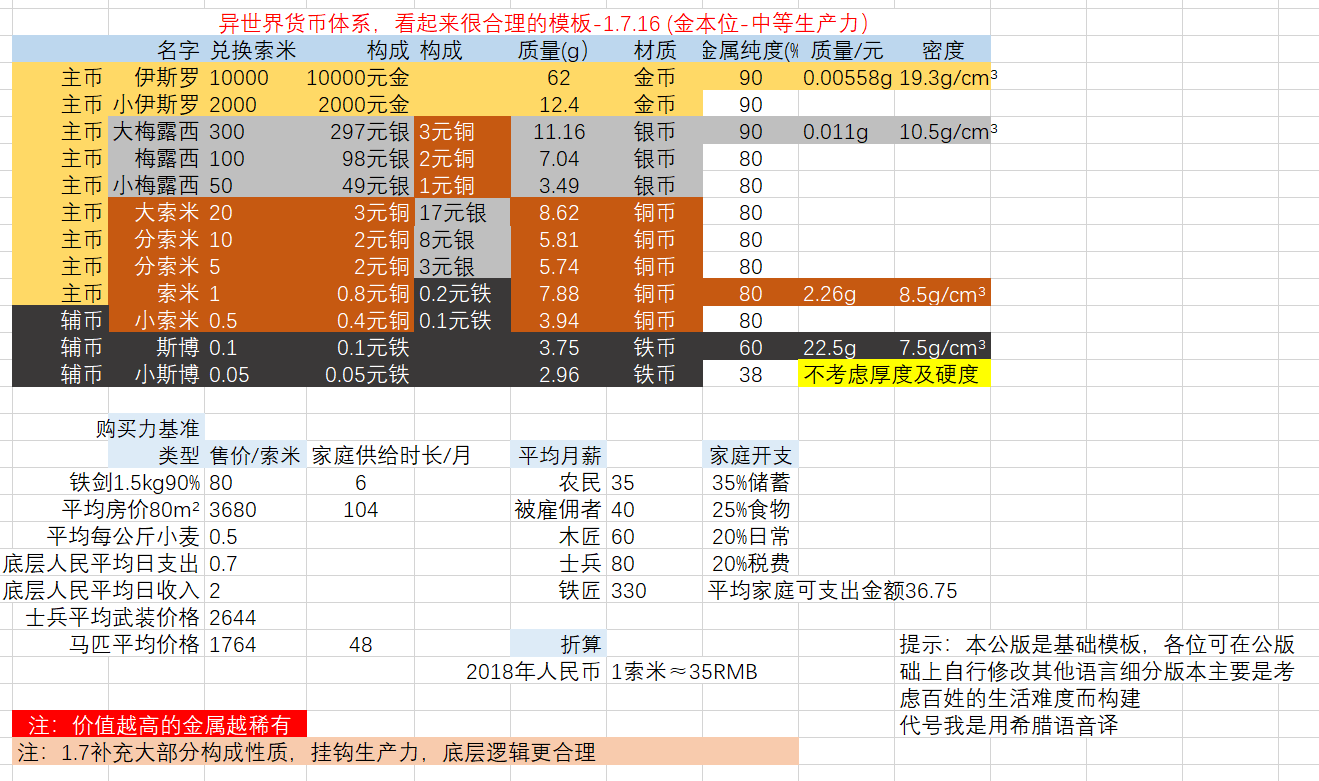 异世界货币体系，看起来很合理的模板-1.7.16 (金本位-中等生产力）
名字 兑换索米 构成 构成 质量(g） 材质 金属纯度(% 质量/元 密度
主币 伊斯罗 10000 10000元金 62 金币 90 0.00558g 19.3g/cm³
主币 小伊斯罗 2000 2000元金 12.4 金币 90
主币 大梅露西 300 297元银 3元铜 11.16 银币 90 0.011g 10.5g/cm³
主币 梅露西 100 98元银 2元铜 7.04 银币 80
主币 小梅露西 50 49元银 1元铜 3.49 银币 80
主币 大索米 20 3元铜 17元银 8.62 铜币 80
主币 分索米 10 2元铜 8元银 5.81 铜币 80
主币 分索米 5 2元铜 3元银 5.74 铜币 80
主币 索米 1 0.8元铜 0.2元铁 7.88 铜币 80 2.26g 8.5g/cm³
辅币 小索米 0.5 0.4元铜 0.1元铁 3.94 铜币 80
辅币 斯博 0.1 0.1元铁 3.75 铁币 60 22.5g 7.5g/cm³
辅币 小斯博 0.05 0.05元铁 2.96 铁币 38 不考虑厚度及硬度
购买力基准
类型 售价/索米 家庭供给时长/月 平均月薪 家庭开支
铁剑1.5kg90% 80 6 农民 35 35%储蓄
平均房价80m² 3680 104 被雇佣者 40 25%食物
平均每公斤小麦 0.5 木匠 60 20%日常
底层人民平均日支出 0.7 士兵 80 20%税费
底层人民平均日收入 2 铁匠 330 平均家庭可支出金额36.75
士兵平均武装价格 2644
马匹平均价格 1764 48 折算 提示：本公版是基础模板，各位可在公版
2018年人民币 1索米≈35RMB 础上自行修改其他语言细分版本主要是考
虑百姓的生活难度而构建
注：价值越高的金属越稀有 代号我是用希腊语音译
注：1.7补充大部分构成性质，挂钩生产力，底层逻辑更合理